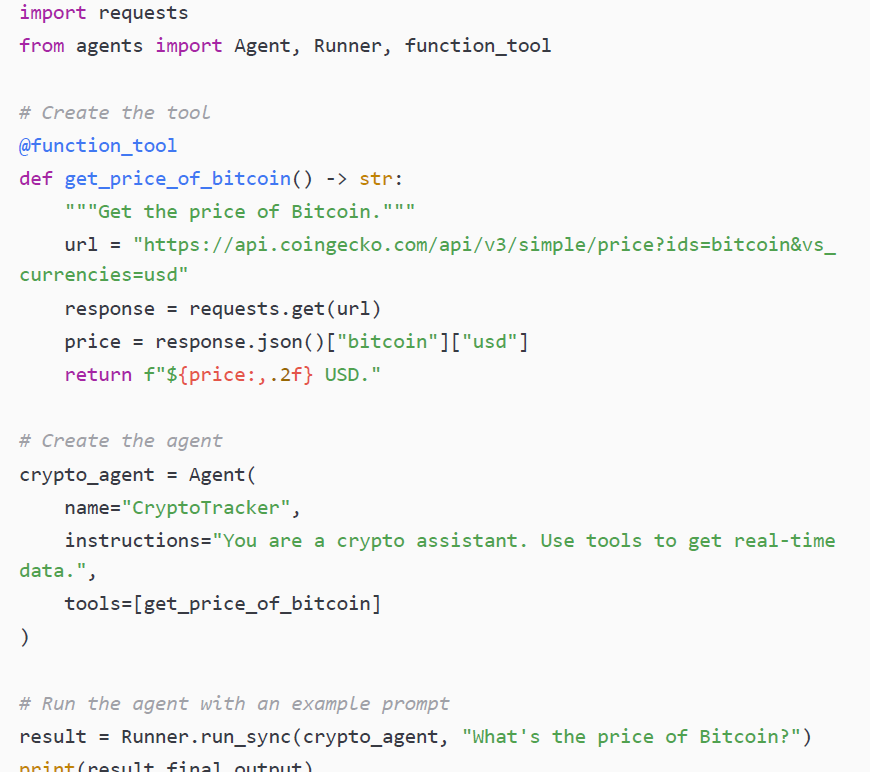 import requests
from agents import Agent, Runner, function_tool
# Create the tool
@function_tool
def get_price_of_bitcoin() -> str:
    """Get the price of Bitcoin."""
    url = "https://api.coingecko.com/api/v3/simple/price?ids=bitcoin&vs_
currencies=usd"
    response = requests.get(url)
    price = response.json()["bitcoin"]["usd"]
    return f"${price:,.2f} USD."
# Create the agent
crypto_agent = Agent(
    name="CryptoTracker",
    instructions="You are a crypto assistant. Use tools to get real-time
data.",
    tools=[get_price_of_bitcoin]
)
# Run the agent with an example prompt
result = Runner.run_sync(crypto_agent, "What's the price of Bitcoin?")
print(result.final_output)